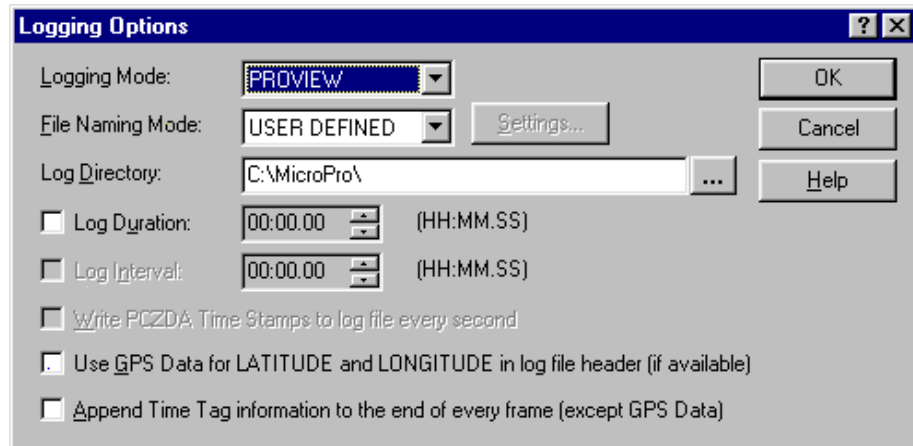 Logging Options
Logging Mode: PROVIEW OK
File Naming Mode: USER DEFINED Settings... Cancel
Log Directory: C:\MicroPro\ ... Help
Log Duration: 00:00.00 (HH:MM.SS)
Log Interval: 00:00.00 (HH:MM.SS)
Write PCZDA Time Stamps to log file every second
Use GPS Data for LATITUDE and LONGITUDE in log file header (if available)
Append Time Tag information to the end of every frame (except GPS Data)